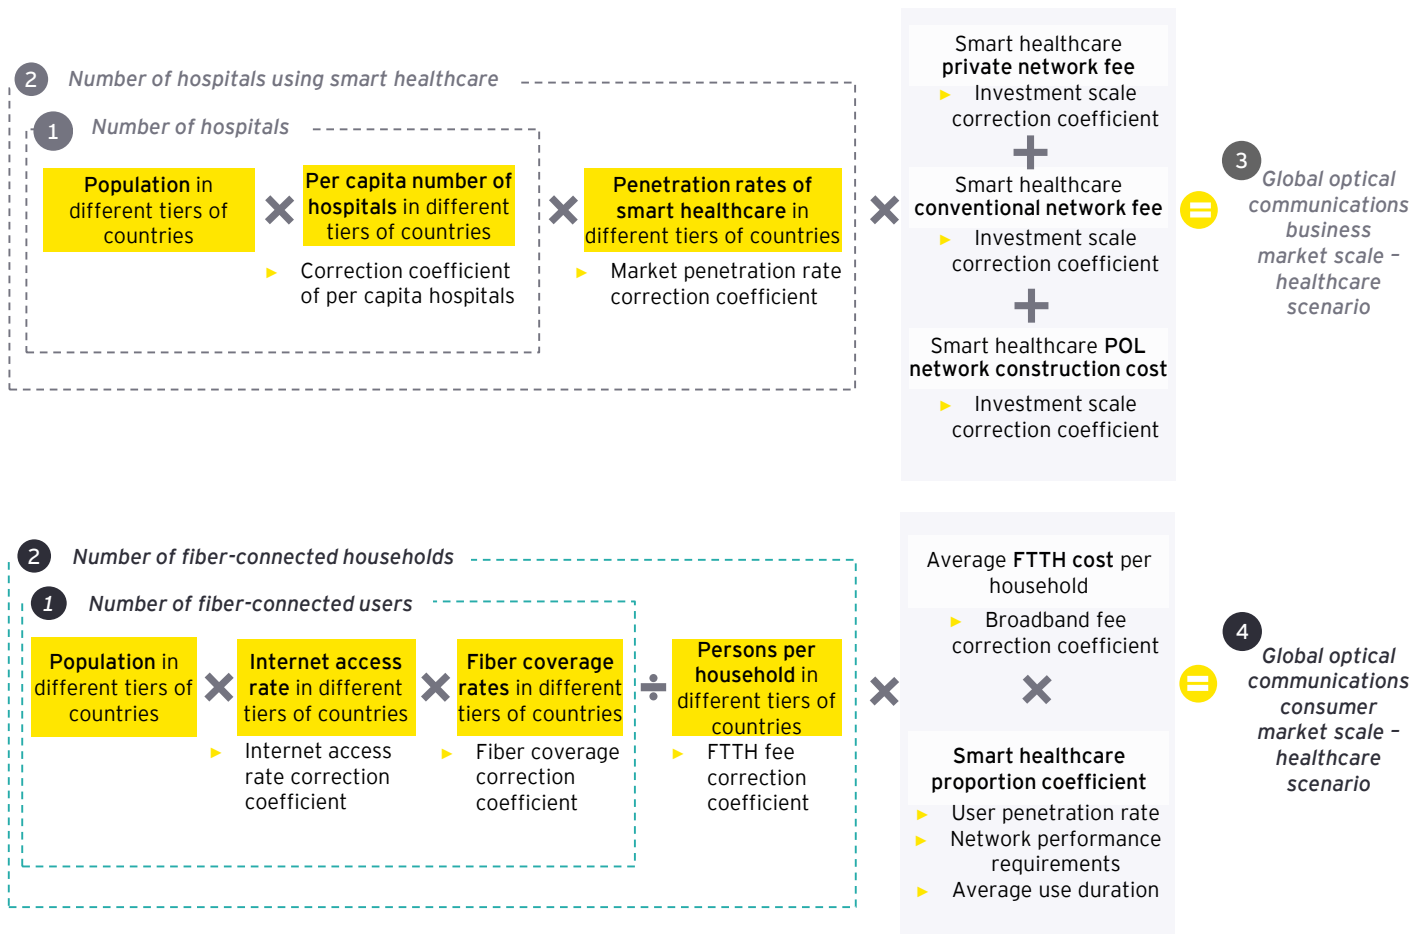 2 Number of hospitals using smart healthcare
1 Number of hospitals
Population in
different tiers of
countries
×
Per capita number of
hospitals in different
tiers of countries
► Correction coefficient
of per capita hospitals
×
Penetration rates of
smart healthcare in
different tiers of countries
► Market penetration rate
correction coefficient
×
Smart healthcare
private network fee
► Investment scale
correction coefficient
+
Smart healthcare
conventional network fee
► Investment scale
correction coefficient
+
Smart healthcare POL
network construction cost
► Investment scale
correction coefficient
=
3
Global optical
communications
business
market scale –
healthcare
scenario
2 Number of fiber-connected households
1 Number of fiber-connected users
Population in
different tiers of
countries
×
Internet access
rate in different
tiers of countries
► Internet access
rate correction
coefficient
×
Fiber coverage
rates in different
tiers of countries
► Fiber coverage
correction
coefficient
÷
Persons per
household in
different tiers of
countries
► FTTH fee
correction
coefficient
×
Average FTTH cost per
household
► Broadband fee
correction coefficient
×
Smart healthcare
proportion coefficient
► User penetration rate
► Network performance
requirements
► Average use duration
=
4
Global optical
communications
consumer
market scale –
healthcare
scenario